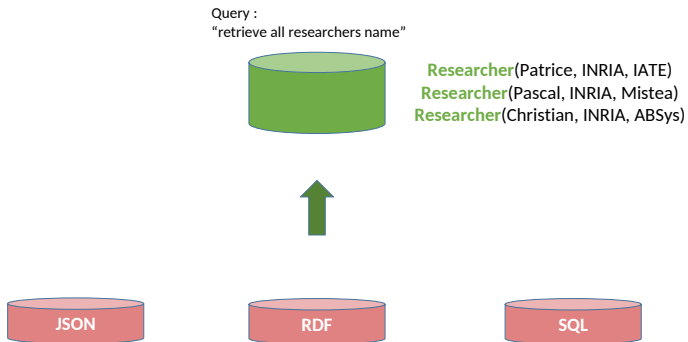 Query :
“retrieve all researchers name”
Researcher(Patrice, INRIA, IATE)
Researcher(Pascal, INRIA, Mistea)
Researcher(Christian, INRIA, ABSys)
JSON
RDF
SQL